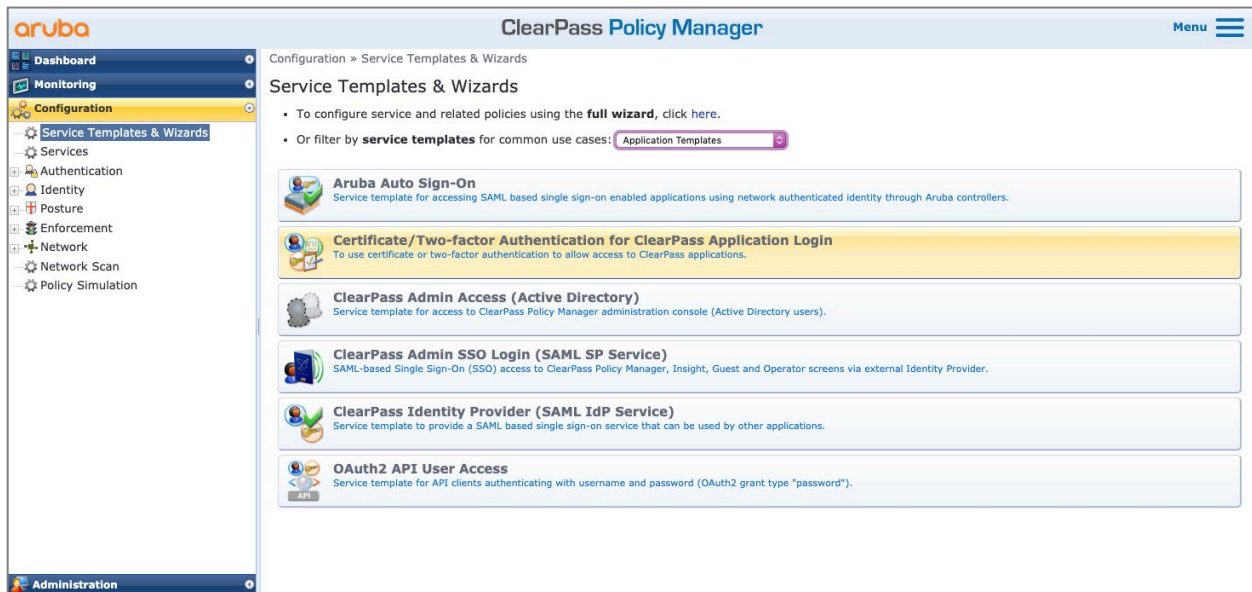 aruba
ClearPass Policy Manager
Menu
Dashboard
Monitoring
Configuration
Service Templates & Wizards
Services
Authentication
Identity
Posture
Enforcement
Network
Network Scan
Policy Simulation
Administration
Configuration » Service Templates & Wizards
Service Templates & Wizards
• To configure service and related policies using the full wizard, click here.
• Or filter by service templates for common use cases: Application Templates
Aruba Auto Sign-On
Service template for accessing SAML based single sign-on enabled applications using network authenticated identity through Aruba controllers.
Certificate/Two-factor Authentication for ClearPass Application Login
To use certificate or two-factor authentication to allow access to ClearPass applications.
ClearPass Admin Access (Active Directory)
Service template for access to ClearPass Policy Manager administration console (Active Directory users).
ClearPass Admin SSO Login (SAML SP Service)
SAML-based Single Sign-On (SSO) access to ClearPass Policy Manager, Insight, Guest and Operator screens via external Identity Provider.
ClearPass Identity Provider (SAML IdP Service)
Service template to provide a SAML based single sign-on service that can be used by other applications.
API
OAuth2 API User Access
Service template for API clients authenticating with username and password (OAuth2 grant type "password").